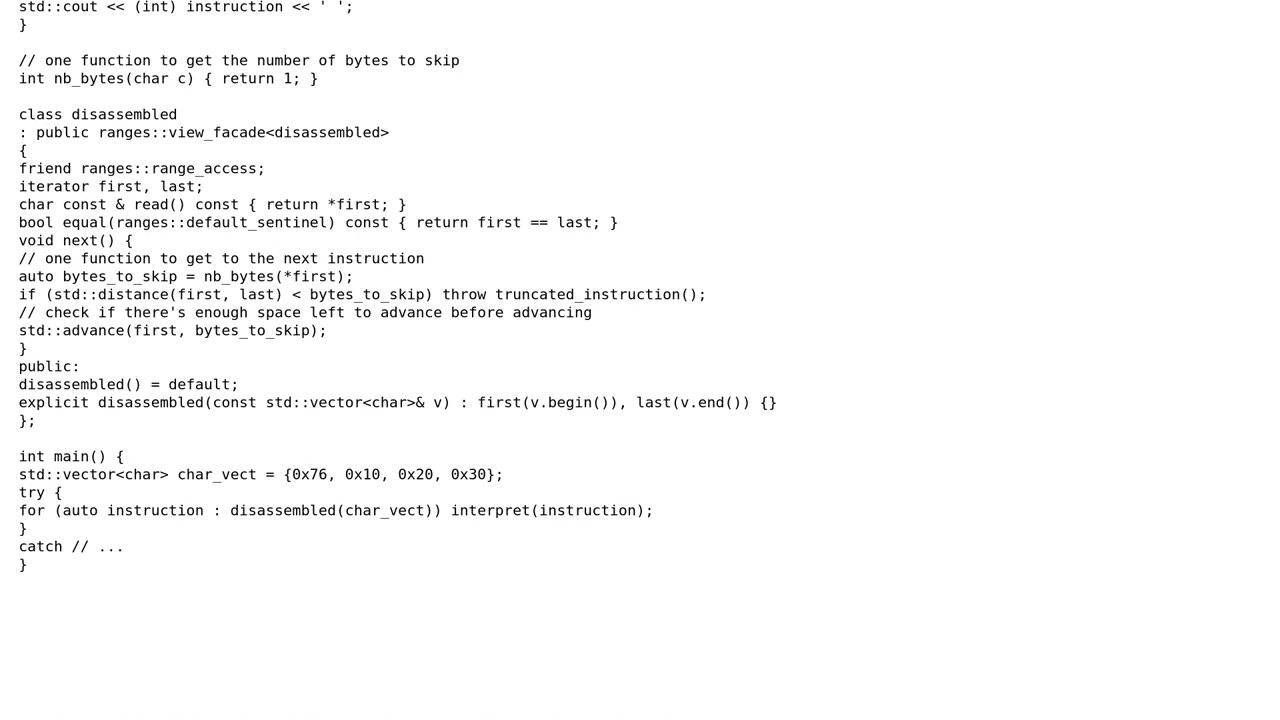 std::cout << (int) instruction << ' ';
}

// one function to get the number of bytes to skip
int nb_bytes(char c) { return 1; }

class disassembled
: public ranges::view_facade<disassembled>
{
friend ranges::range_access;
iterator first, last;
char const & read() const { return *first; }
bool equal(ranges::default_sentinel) const { return first == last; }
void next() {
// one function to get to the next instruction
auto bytes_to_skip = nb_bytes(*first);
if (std::distance(first, last) < bytes_to_skip) throw truncated_instruction();
// check if there's enough space left to advance before advancing
std::advance(first, bytes_to_skip);
}
public:
disassembled() = default;
explicit disassembled(const std::vector<char>& v) : first(v.begin()), last(v.end()) {}
};

int main() {
std::vector<char> char_vect = {0x76, 0x10, 0x20, 0x30};
try {
for (auto instruction : disassembled(char_vect)) interpret(instruction);
}
catch // ...
}